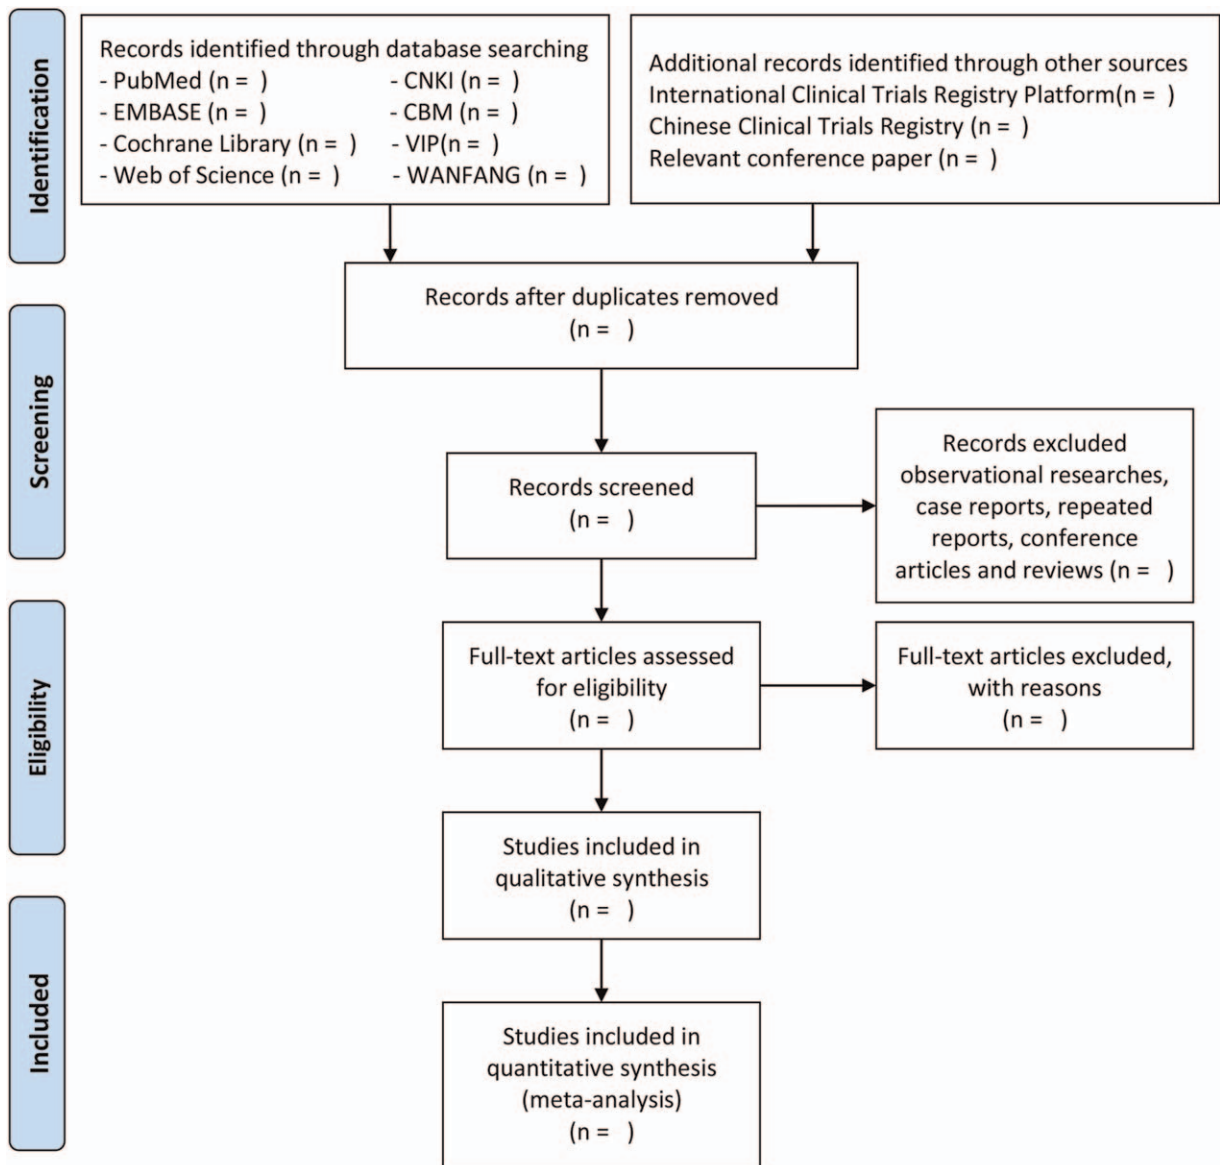 Identification
Records identified through database searching
- PubMed (n =  )
- CNKI (n =  )
- EMBASE (n =  )
- CBM (n =  )
- Cochrane Library (n =  )
- VIP(n =  )
- Web of Science (n =  )
- WANFANG (n =  )
Additional records identified through other sources
International Clinical Trials Registry Platform(n =  )
Chinese Clinical Trials Registry (n =  )
Relevant conference paper (n =  )
Records after duplicates removed
(n =  )
Screening
Records screened
(n =  )
Records excluded
observational researches,
case reports, repeated
reports, conference
articles and reviews (n =  )
Eligibility
Full-text articles assessed
for eligibility
(n =  )
Full-text articles excluded,
with reasons
(n =  )
Studies included in
qualitative synthesis
(n =  )
Included
Studies included in
quantitative synthesis
(meta-analysis)
(n =  )